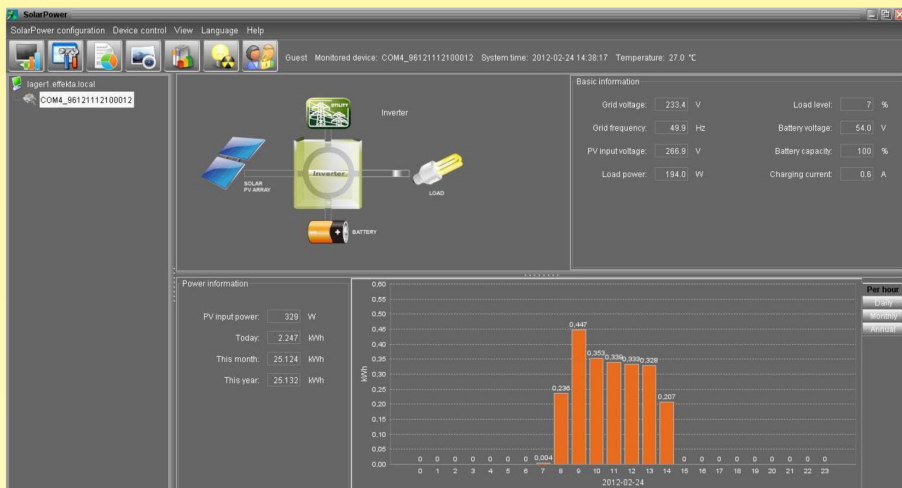 SolarPower
SolarPower configuration Device control View Language Help
Guest Monitored device: COM4_96121112100012 System time: 2012-02-24 14:38:17 Temperature: 27.0 °C
lager1.effekta.local
COM4_96121112100012
UTILITY
Inverter
Inverter
SOLAR
PV ARRAY
LOAD
BATTERY
Basic information
Grid voltage: 233.4 V
Load level: 7 %
Grid frequency: 49.9 Hz
Battery voltage: 54.0 V
PV input voltage: 266.9 V
Battery capacity: 100 %
Load power: 194.0 W
Charging current: 0.6 A
Power information
PV input power: 329 W
Today: 2.247 kWh
This month: 25.124 kWh
This year: 25.132 kWh
Per hour
Daily
Monthly
Annual
kWh
0,60
0,55
0,50
0,45
0,40
0,35
0,30
0,25
0,20
0,15
0,10
0,05
0,00
0 0 0 0 0 0 0 0,004 0,236 0,447 0,353 0,339 0,333 0,328 0,207 0 0 0 0 0 0 0 0 0
0 1 2 3 4 5 6 7 8 9 10 11 12 13 14 15 16 17 18 19 20 21 22 23
2012-02-24